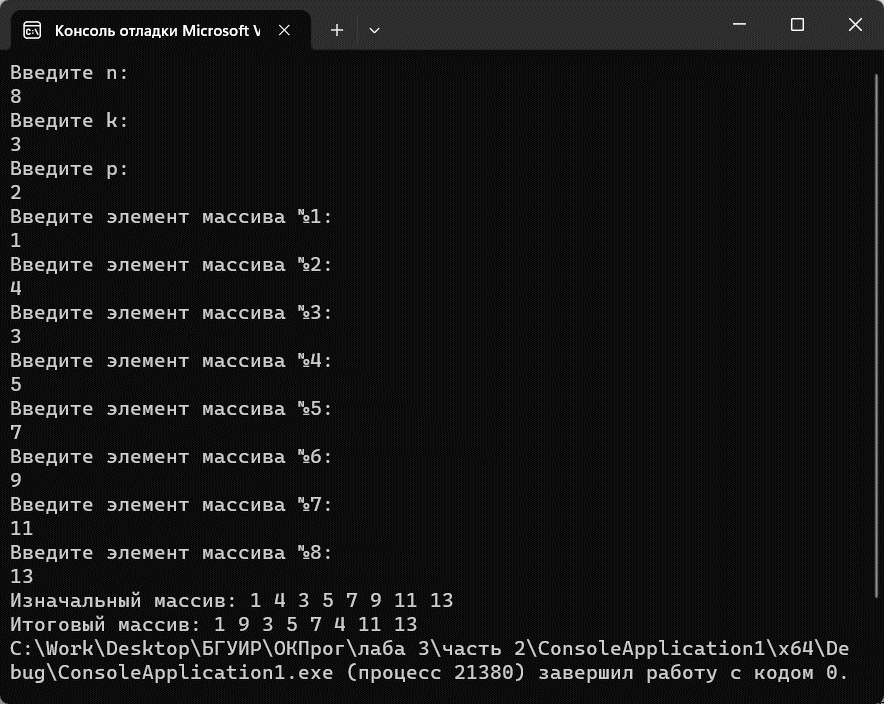 Консоль отладки Microsoft V
Введите n:
8
Введите k:
3
Введите p:
2
Введите элемент массива №1:
1
Введите элемент массива №2:
4
Введите элемент массива №3:
3
Введите элемент массива №4:
5
Введите элемент массива №5:
7
Введите элемент массива №6:
9
Введите элемент массива №7:
11
Введите элемент массива №8:
13
Изначальный массив: 1 4 3 5 7 9 11 13
Итоговый массив: 1 9 3 5 7 4 11 13
C:\Work\Desktop\БГУИР\ОКПрог\лаба 3\часть 2\ConsoleApplication1\x64\De
bug\ConsoleApplication1.exe (процесс 21380) завершил работу с кодом 0.